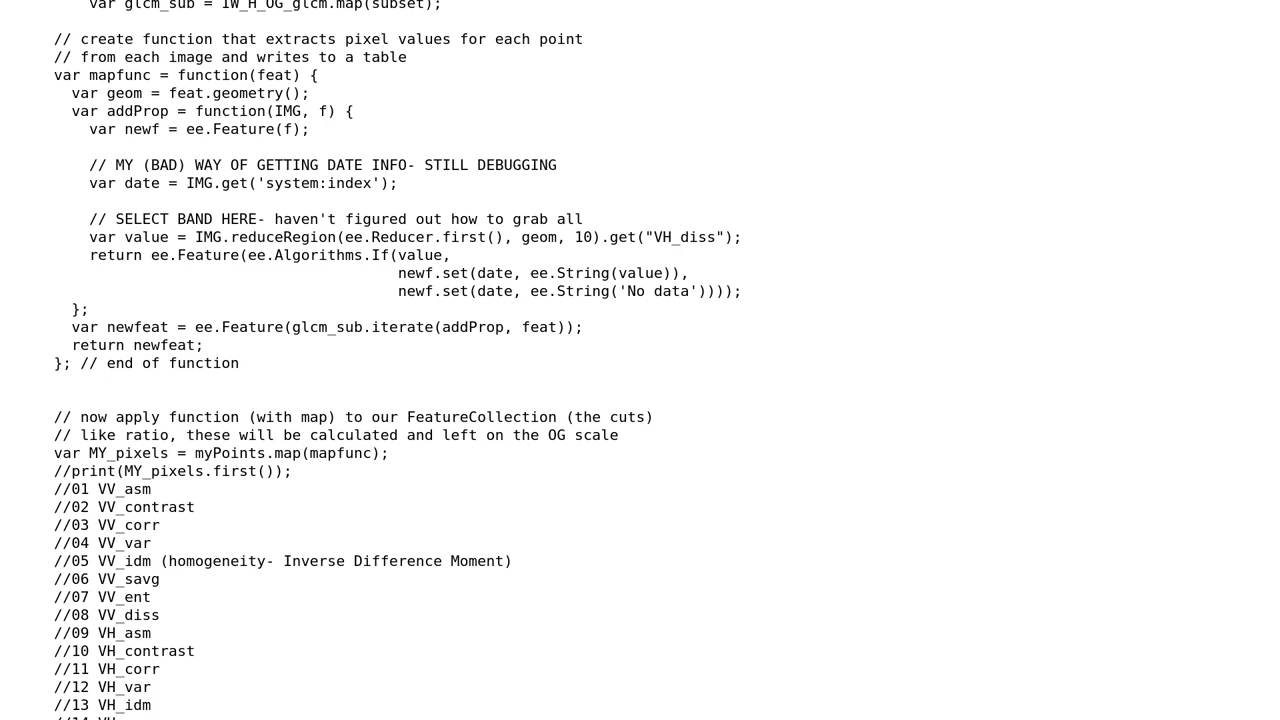 var glcm_sub = IW_H_OG_glcm.map(subset);
// create function that extracts pixel values for each point
// from each image and writes to a table
var mapfunc = function(feat) {
var geom = feat.geometry();
var addProp = function(IMG, f) {
var newf = ee.Feature(f);
// MY (BAD) WAY OF GETTING DATE INFO- STILL DEBUGGING
var date = IMG.get('system:index');
// SELECT BAND HERE- haven't figured out how to grab all
var value = IMG.reduceRegion(ee.Reducer.first(), geom, 10).get("VH_diss");
return ee.Feature(ee.Algorithms.If(value,
newf.set(date, ee.String(value)),
newf.set(date, ee.String('No data'))));
};
var newfeat = ee.Feature(glcm_sub.iterate(addProp, feat));
return newfeat;
}; // end of function
// now apply function (with map) to our FeatureCollection (the cuts)
// like ratio, these will be calculated and left on the OG scale
var MY_pixels = myPoints.map(mapfunc);
//print(MY_pixels.first());
//01 VV_asm
//02 VV_contrast
//03 VV_corr
//04 VV_var
//05 VV_idm (homogeneity- Inverse Difference Moment)
//06 VV_savg
//07 VV_ent
//08 VV_diss
//09 VH_asm
//10 VH_contrast
//11 VH_corr
//12 VH_var
//13 VH_idm